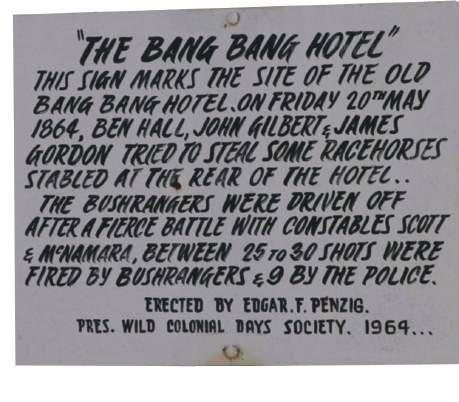 "THE BANG BANG HOTEL"
THIS SIGN MARKS THE SITE OF THE OLD
BANG BANG HOTEL. ON FRIDAY 20TH MAY
1864, BEN HALL, JOHN GILBERT & JAMES
GORDON TRIED TO STEAL SOME RACEHORSES
STABLED AT THE REAR OF THE HOTEL..
THE BUSHRANGERS WERE DRIVEN OFF
AFTER A FIERCE BATTLE WITH CONSTABLES SCOTT
& McNAMARA, BETWEEN 25 TO 30 SHOTS WERE
FIRED BY BUSHRANGERS & 9 BY THE POLICE.
ERECTED BY EDGAR. F. PENZIG.
PRES. WILD COLONIAL DAYS SOCIETY. 1964...